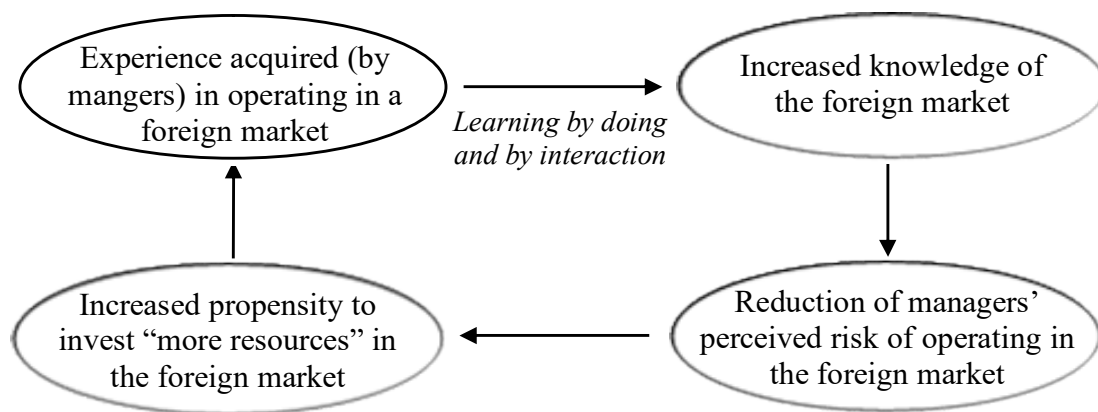 Experience acquired (by
mangers) in operating in a
foreign market
Learning by doing
and by interaction
Increased knowledge of
the foreign market
Increased propensity to
invest “more resources” in
the foreign market
Reduction of managers’
perceived risk of operating in
the foreign market